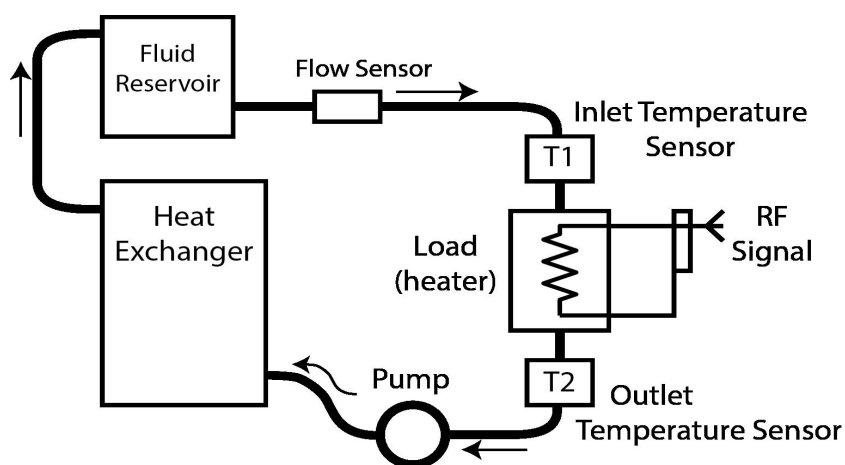 Fluid
Reservoir
Flow Sensor
Inlet Temperature
Sensor
T1
Heat
Exchanger
Load
(heater)
RF
Signal
Pump
T2
Outlet
Temperature Sensor